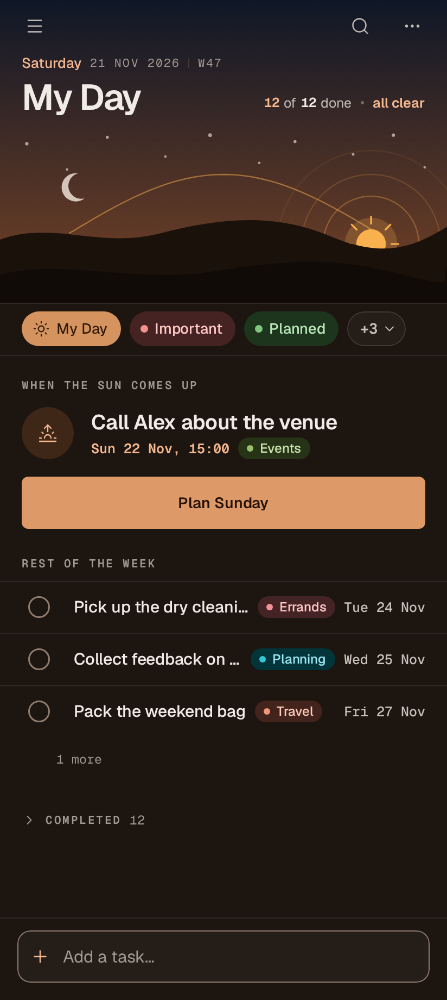 Saturday 21 NOV 2026 | W47
My Day
12 of 12 done • all clear
My Day
Important
Planned
+3
WHEN THE SUN COMES UP
Call Alex about the venue
Sun 22 Nov, 15:00 Events
Plan Sunday
REST OF THE WEEK
Pick up the dry cleani… Errands Tue 24 Nov
Collect feedback on … Planning Wed 25 Nov
Pack the weekend bag Travel Fri 27 Nov
1 more
COMPLETED 12
Add a task…